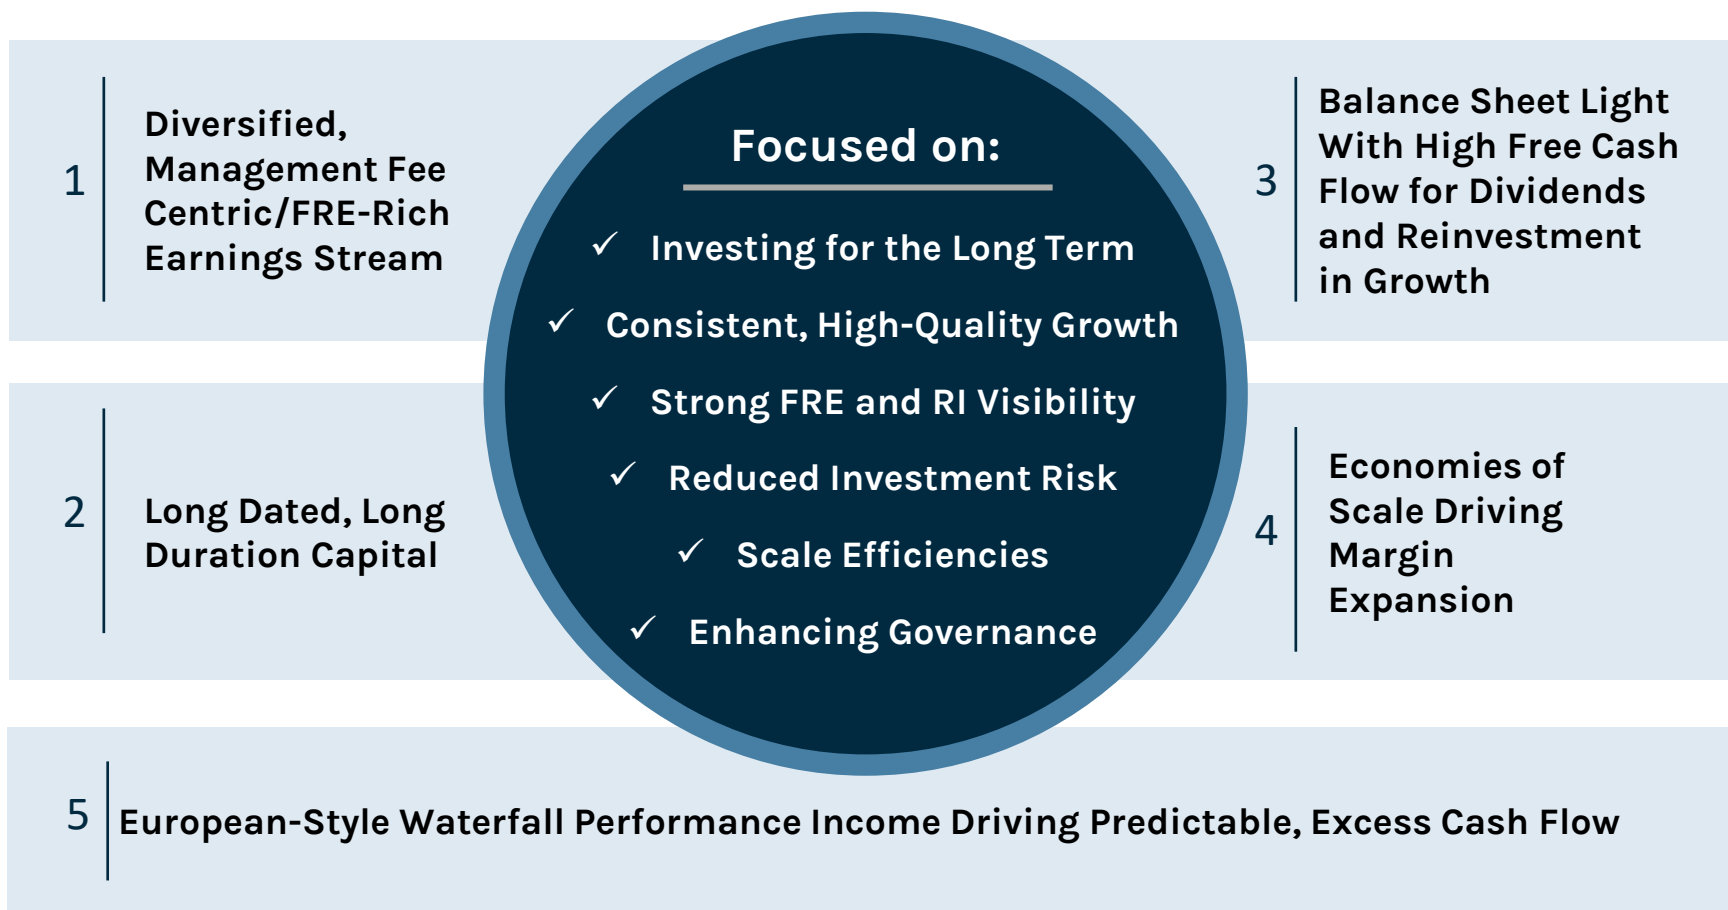 1
Diversified,
Management Fee
Centric/FRE-Rich
Earnings Stream
2
Long Dated, Long
Duration Capital
Focused on:
✓ Investing for the Long Term
✓ Consistent, High-Quality Growth
✓ Strong FRE and RI Visibility
✓ Reduced Investment Risk
✓ Scale Efficiencies
✓ Enhancing Governance
3
Balance Sheet Light
With High Free Cash
Flow for Dividends
and Reinvestment
in Growth
4
Economies of
Scale Driving
Margin
Expansion
5
European-Style Waterfall Performance Income Driving Predictable, Excess Cash Flow